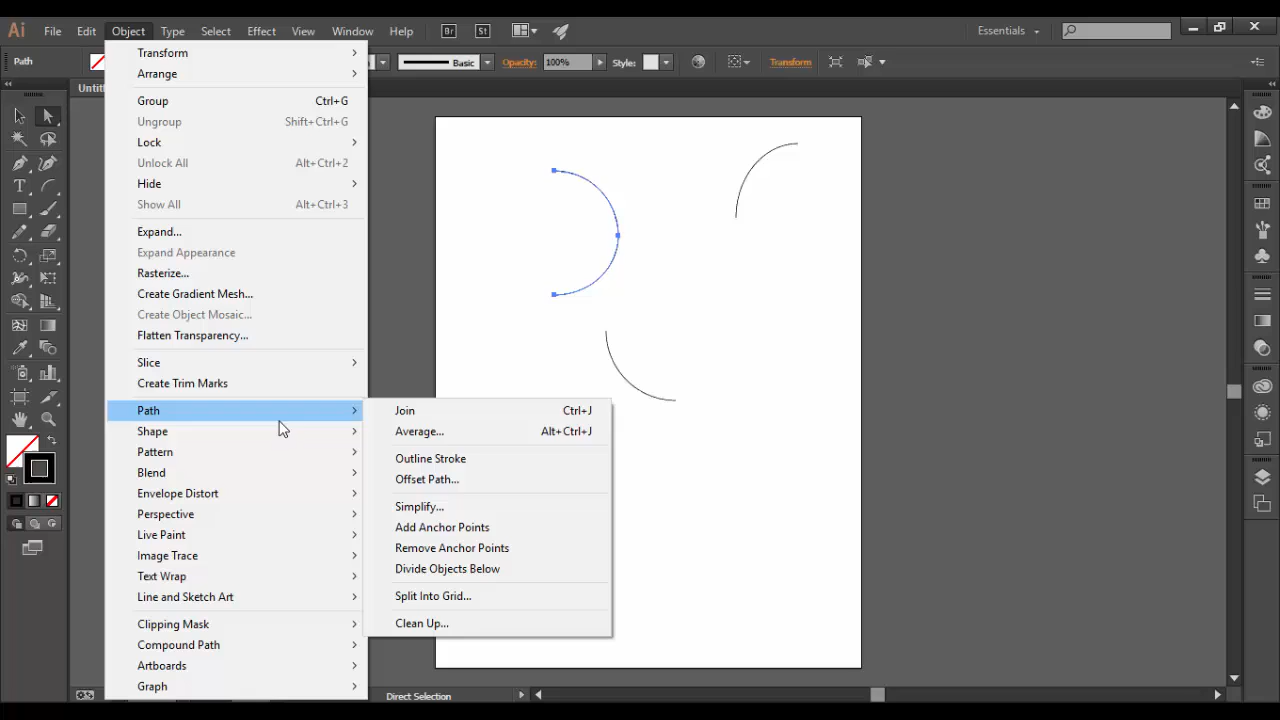 Ai File Edit Object Type Select Effect View Window Help Br St Essentials
Path Basic Opacity: 100% Style: Transform
Untit
Transform
Arrange
Group Ctrl+G
Ungroup Shift+Ctrl+G
Lock
Unlock All Alt+Ctrl+2
Hide
Show All Alt+Ctrl+3
Expand...
Expand Appearance
Rasterize...
Create Gradient Mesh...
Create Object Mosaic...
Flatten Transparency...
Slice
Create Trim Marks
Path
Shape
Pattern
Blend
Envelope Distort
Perspective
Live Paint
Image Trace
Text Wrap
Line and Sketch Art
Clipping Mask
Compound Path
Artboards
Graph
Join Ctrl+J
Average... Alt+Ctrl+J
Outline Stroke
Offset Path...
Simplify...
Add Anchor Points
Remove Anchor Points
Divide Objects Below
Split Into Grid...
Clean Up...
Direct Selection